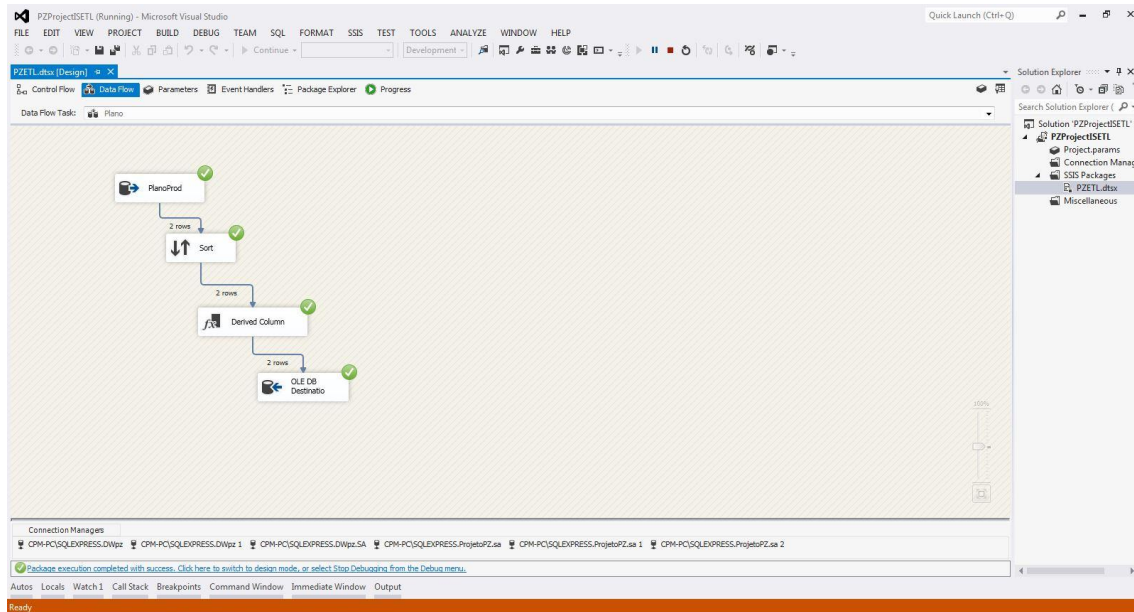 PZProjectISETL (Running) - Microsoft Visual Studio
Quick Launch (Ctrl+Q)
FILE EDIT VIEW PROJECT BUILD DEBUG TEAM SQL FORMAT SSIS TEST TOOLS ANALYZE WINDOW HELP
Continue Development
PZETL.dtsx [Design]
Solution Explorer
Control Flow Data Flow Parameters Event Handlers Package Explorer Progress
Data Flow Task: Plano
Search Solution Explorer (
Solution 'PZProjectISETL'
PZProjectISETL
Project.params
Connection Manag
SSIS Packages
PZETL.dtsx
Miscellaneous
PlanoProd
2 rows
Sort
2 rows
Derived Column
2 rows
OLE DB
Destinatio
100%
Connection Managers
CPM-PC\SQLEXPRESS.DWpz CPM-PC\SQLEXPRESS.DWpz 1 CPM-PC\SQLEXPRESS.DWpz.SA CPM-PC\SQLEXPRESS.ProjetoPZ.sa CPM-PC\SQLEXPRESS.ProjetoPZ.sa 1 CPM-PC\SQLEXPRESS.ProjetoPZ.sa 2
Package execution completed with success. Click here to switch to design mode, or select Stop Debugging from the Debug menu.
Autos Locals Watch 1 Call Stack Breakpoints Command Window Immediate Window Output
Ready